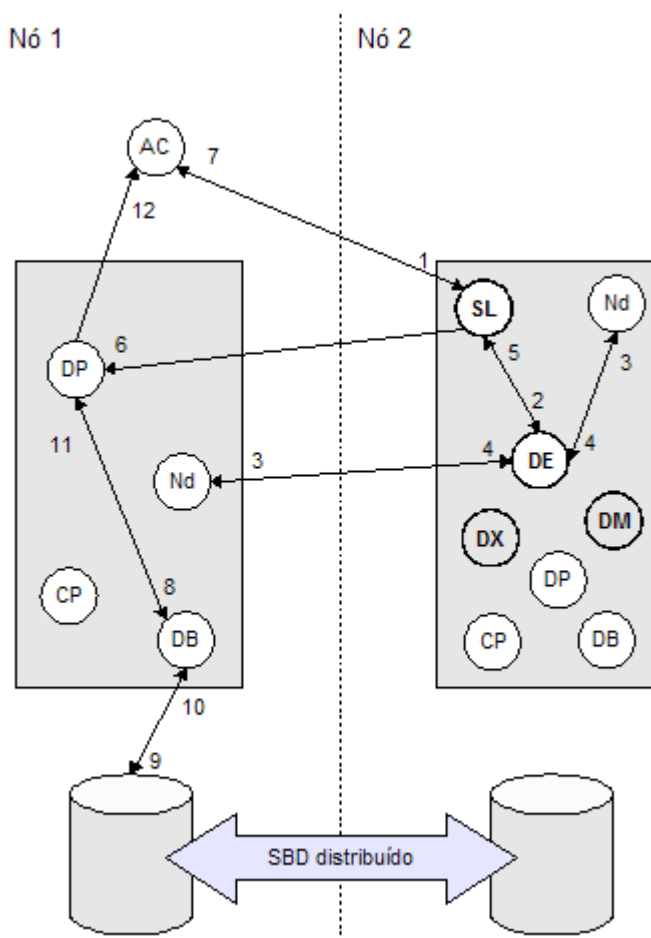 Nó 1
Nó 2
AC
7
12
1
SL
Nd
6
5
3
DP
2
11
3
4
DE
4
Nd
DX
DM
DP
8
CP
DB
CP
DB
10
9
SBD distribuído